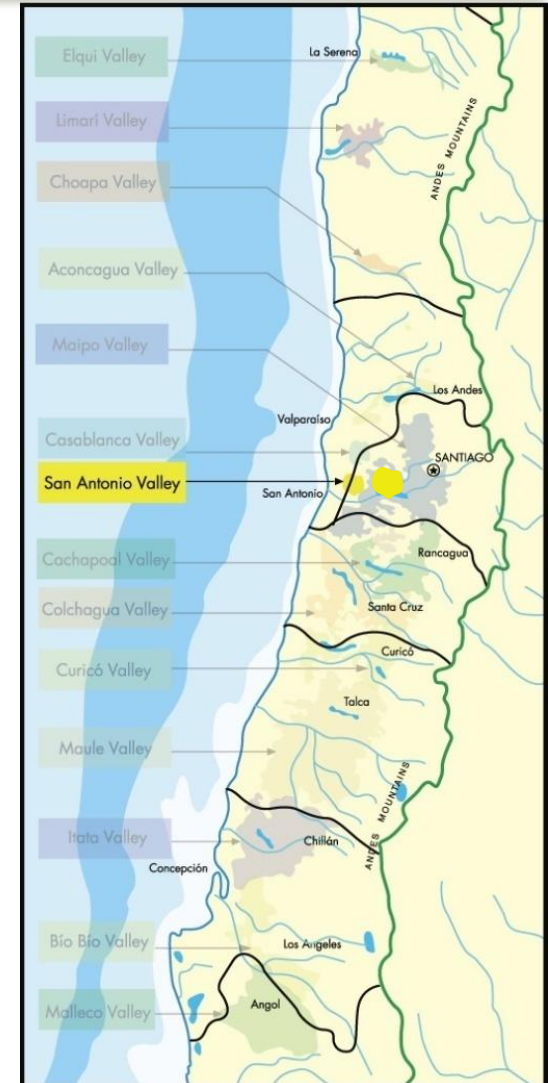 Elqui Valley
La Serena
Limarí Valley
ANDES MOUNTAINS
Choapa Valley
Aconcagua Valley
Maipo Valley
Los Andes
Valparaíso
Casablanca Valley
SANTIAGO
San Antonio Valley
San Antonio
Cachapoal Valley
Rancagua
Colchagua Valley
Santa Cruz
Curicó
Curicó Valley
Talca
Maule Valley
ANDES MOUNTAINS
Itata Valley
Chillán
Concepción
Bío Bío Valley
Los Angeles
Malleco Valley
Angol